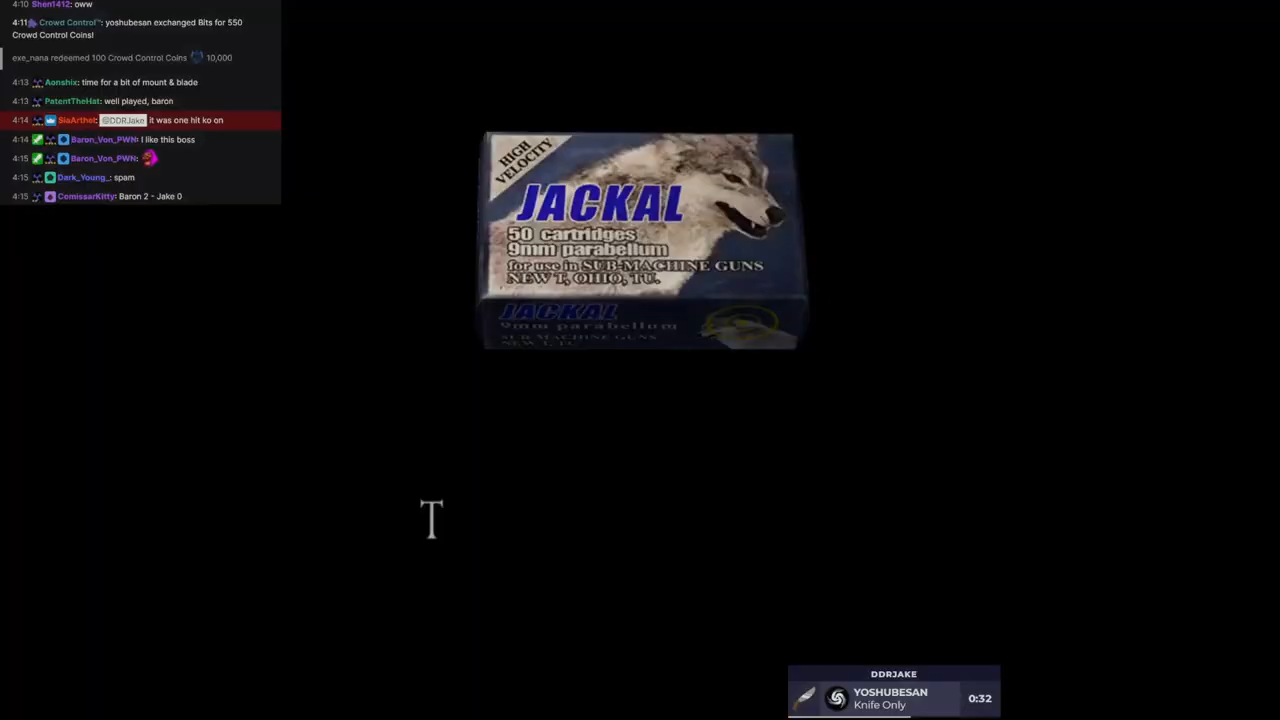 4:10 Shen1412: oww
4:11 Crowd Control™: yoshubesan exchanged Bits for 550
Crowd Control Coins!
exe_nana redeemed 100 Crowd Control Coins 10,000
4:13 Aonshix: time for a bit of mount & blade
4:13 PatentTheHat: well played, baron
4:14 SiaArthel: @DDRJake it was one hit ko on
4:14 Baron_Von_PWN: I like this boss
4:15 Baron_Von_PWN:
4:15 Dark_Young_: spam
4:15 ComissarKitty: Baron 2 - Jake 0
HIGH
VELOCITY
JACKAL
50 cartridges
9mm parabellum
for use in SUB-MACHINE GUNS
NEW T, OHIO, TU.
JACKAL
9mm parabellum
SUB-MACHINE GUNS
T
DDRJAKE
YOSHUBESAN
Knife Only
0:32